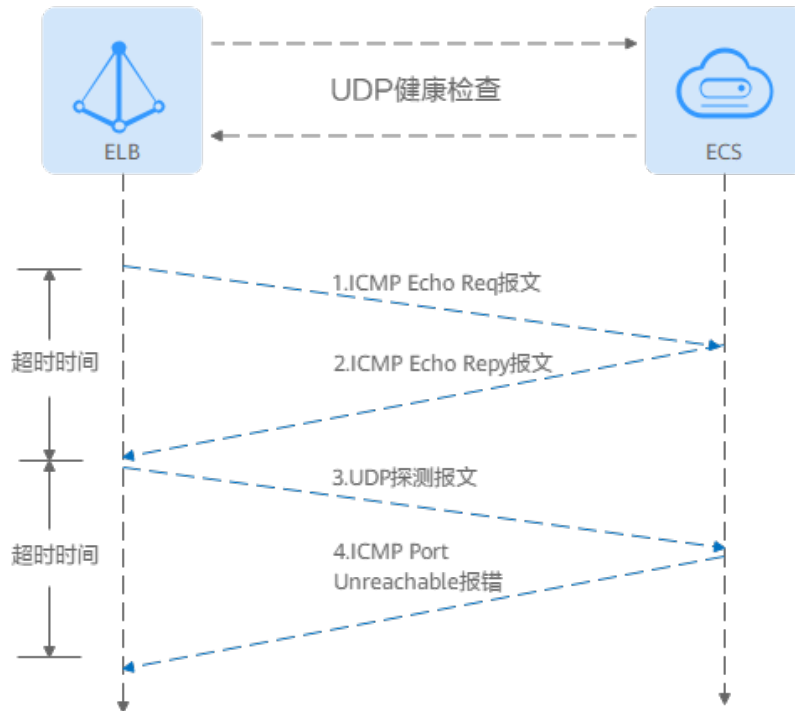 UDP健康检查
ELB
ECS
1.ICMP Echo Req报文
超时时间
2.ICMP Echo Repy报文
3.UDP探测报文
超时时间
4.ICMP Port
Unreachable报错